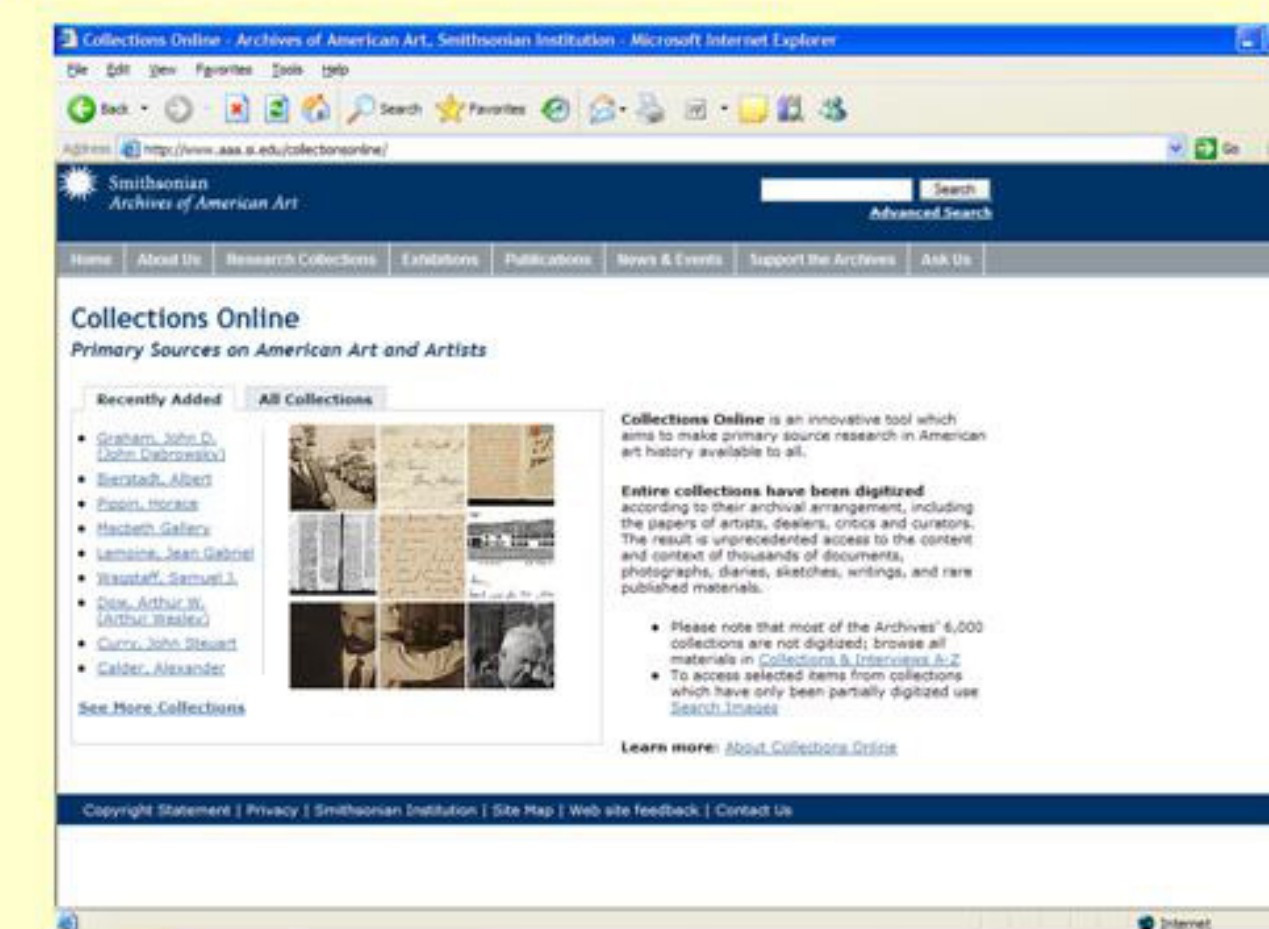 Collections Online - Archives of American Art, Smithsonian Institution - Microsoft Internet Explorer
File Edit View Favorites Tools Help
Back Search Favorites
Address http://www.aaa.si.edu/collectionsonline/ Go
Smithsonian
Archives of American Art
Search
Advanced Search
Home About Us Research Collections Exhibitions Publications News & Events Support the Archives Ask Us
Collections Online
Primary Sources on American Art and Artists
Recently Added All Collections
Graham, John D.
(John Dabrowsky)
Bierstadt, Albert
Pippin, Horace
Macbeth Gallery
Lemoine, Jean Gabriel
Wagstaff, Samuel J.
Dow, Arthur W.
(Arthur Wesley)
Curry, John Steuart
Calder, Alexander
See More Collections
Collections Online is an innovative tool which
aims to make primary source research in American
art history available to all.
Entire collections have been digitized
according to their archival arrangement, including
the papers of artists, dealers, critics and curators.
The result is unprecedented access to the content
and context of thousands of documents,
photographs, diaries, sketches, writings, and rare
published materials.
Please note that most of the Archives' 6,000
collections are not digitized; browse all
materials in Collections & Interviews A-Z
To access selected items from collections
which have only been partially digitized use
Search Images
Learn more: About Collections Online
Copyright Statement | Privacy | Smithsonian Institution | Site Map | Web site feedback | Contact Us
Internet